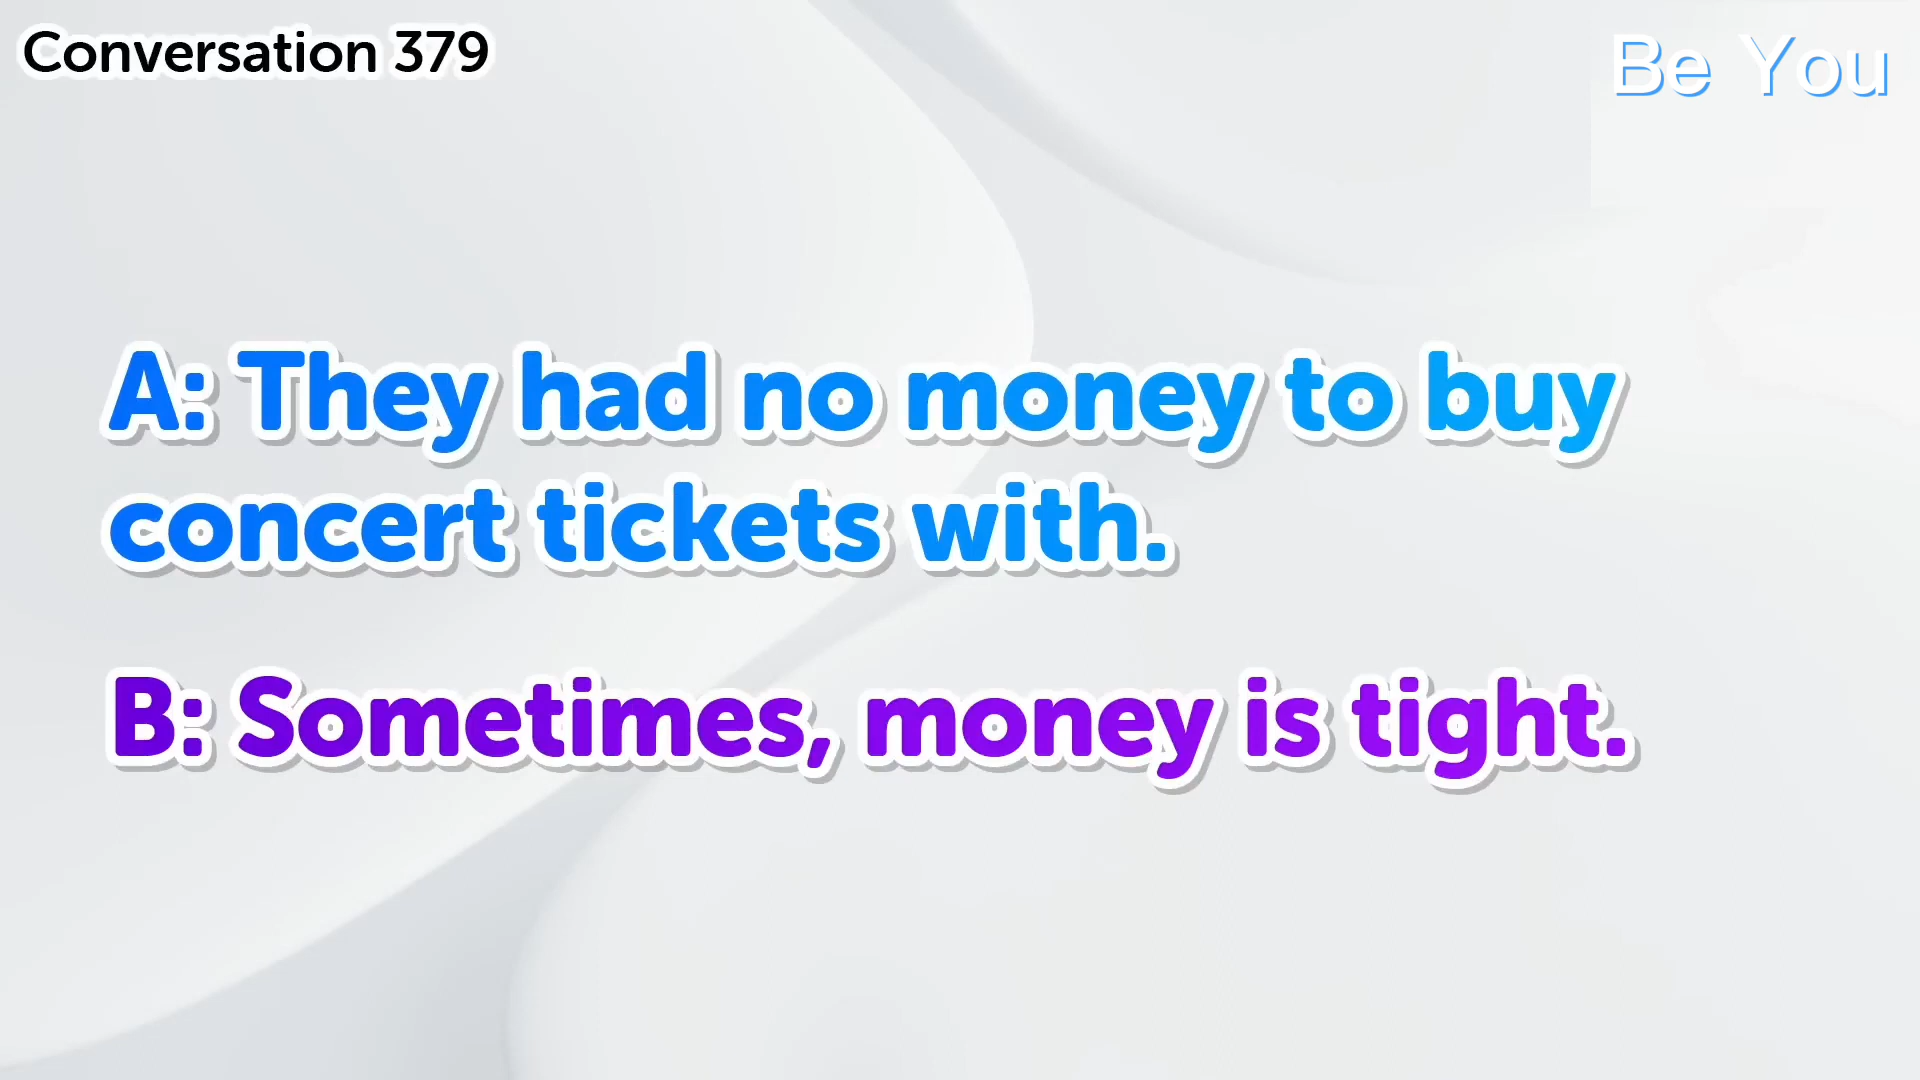 Conversation 379
Be You
A: They had no money to buy
concert tickets with.
B: Sometimes, money is tight.